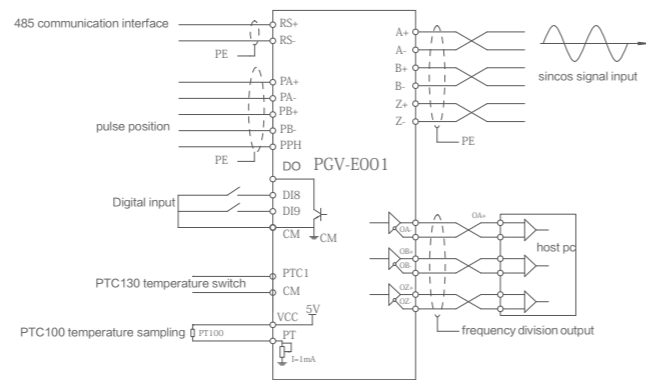 485 communication interface
RS+
RS-
PE
PA+
PA-
PB+
PB-
PPH
pulse position
PE
DO
PGV-E001
Digital input
DI8
DI9
CM
CM
PTC130 temperature switch
PTC1
CM
VCC
5V
PTC100 temperature sampling
PT100
PT
I=1mA
A+
A-
B+
B-
Z+
Z-
PE
sincos signal input
OA+
OA-
OB+
OB-
OZ+
OZ-
host pc
frequency division output